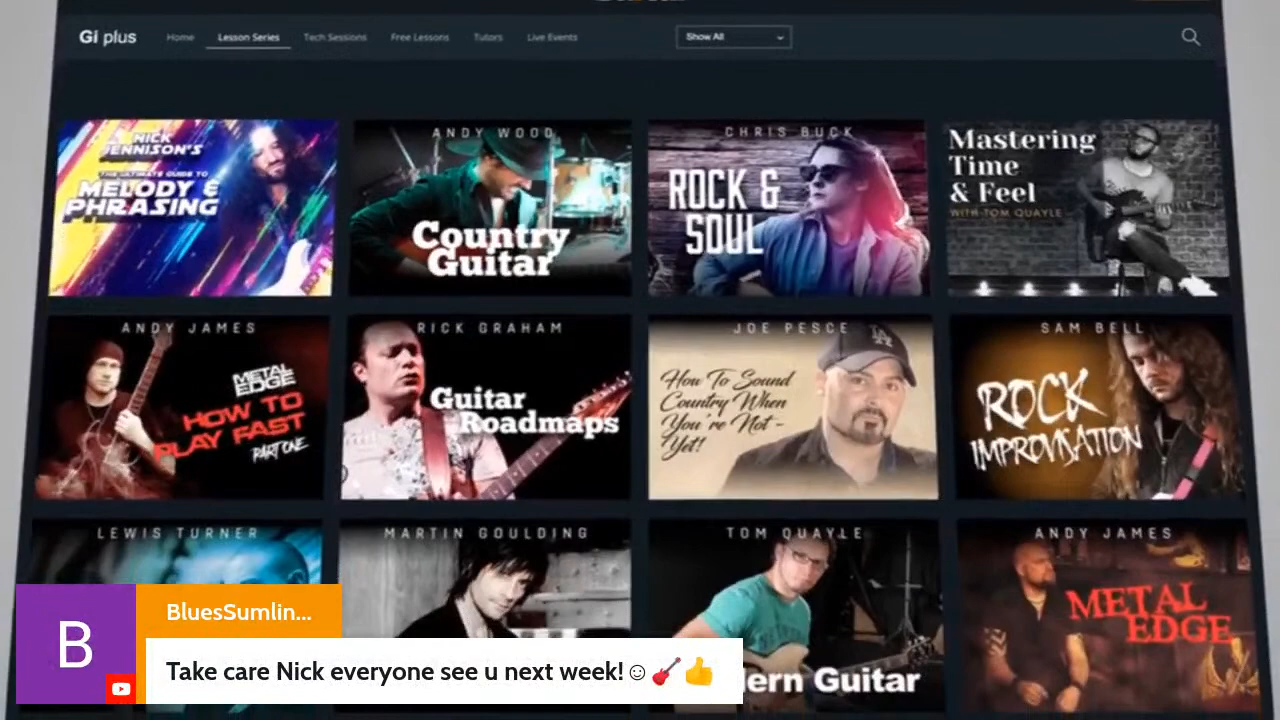 Gi plus
Home
Lesson Series
Tech Sessions
Free Lessons
Tutors
Live Events
Show All
NICK
JENNISON'S
THE ULTIMATE GUIDE TO
MELODY &
PHRASING
ANDY WOOD
Country
Guitar
CHRIS BUCK
ROCK &
SOUL
Mastering
Time
& Feel
WITH TOM QUAYLE
ANDY JAMES
METAL
EDGE
HOW TO
PLAY FAST
PART ONE
RICK GRAHAM
Guitar
Roadmaps
JOE PESCE
How To Sound
Country When
You're Not -
Yet!
SAM BELL
ROCK
IMPROVISATION
LEWIS TURNER
MARTIN GOULDING
TOM QUAYLE
dern Guitar
ANDY JAMES
METAL
EDGE
B
BluesSumlin...
Take care Nick everyone see u next week!☺🎸👍